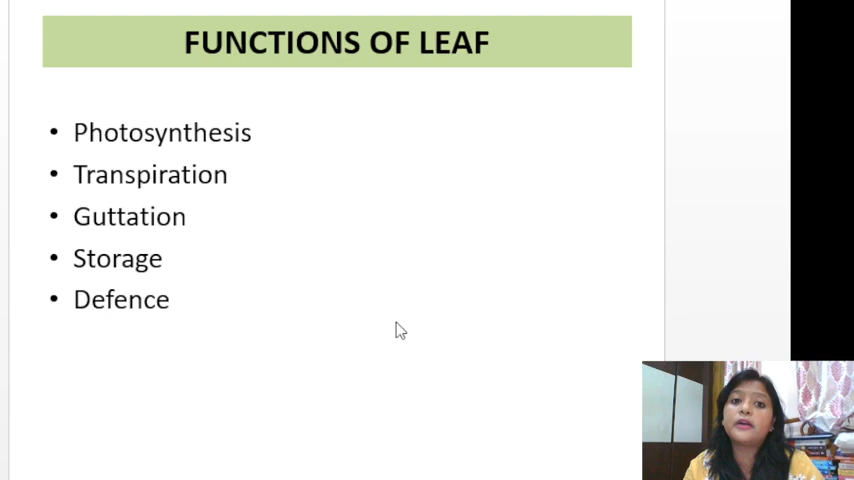 FUNCTIONS OF LEAF
• Photosynthesis
• Transpiration
• Guttation
• Storage
• Defence